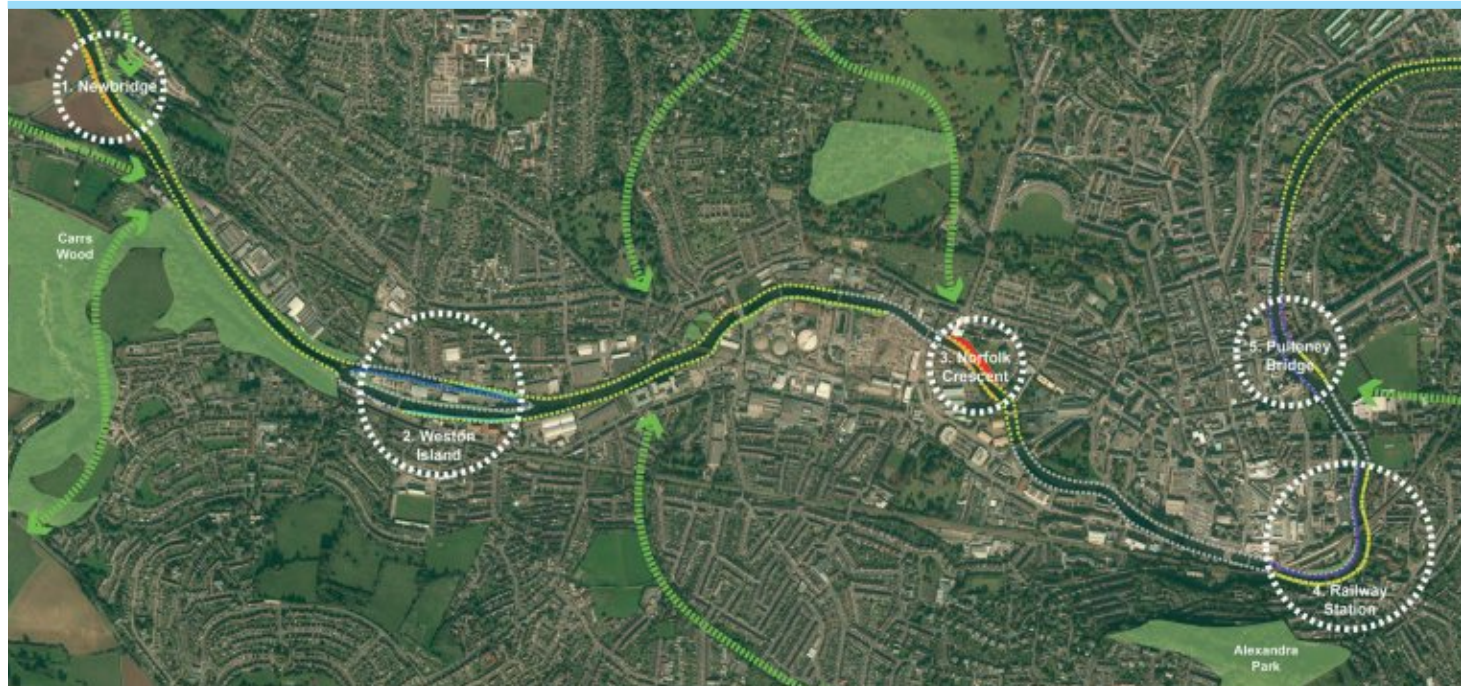 1. Newbridge
Carrs
Wood
2. Weston
Island
3. Norfolk
Crescent
5. Pulteney
Bridge
4. Railway
Station
Alexandra
Park